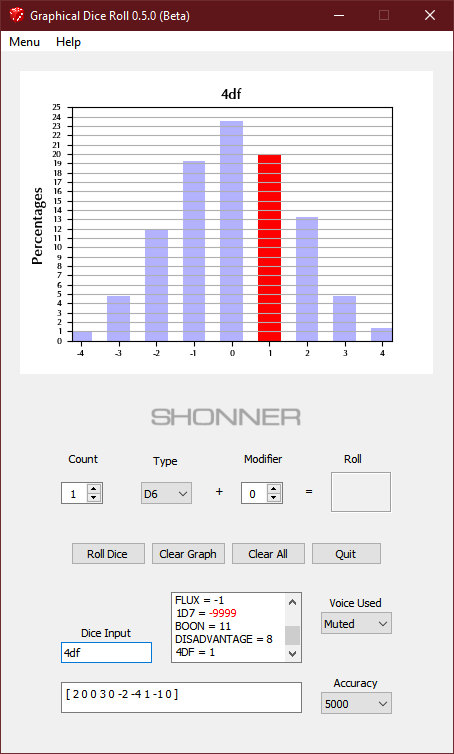 Graphical Dice Roll 0.5.0 (Beta)
Menu Help
4df
Percentages
25
24
23
22
21
20
19
18
17
16
15
14
13
12
11
10
9
8
7
6
5
4
3
2
1
0
-4 -3 -2 -1 0 1 2 3 4
SHONNER
Count Type Modifier Roll
1 D6 + 0 =
Roll Dice Clear Graph Clear All Quit
FLUX = -1
1D7 = -9999
BOON = 11
DISADVANTAGE = 8
4DF = 1
Voice Used
Muted
Dice Input
4df
[ 2 0 0 3 0 -2 -4 1 -1 0 ]
Accuracy
5000